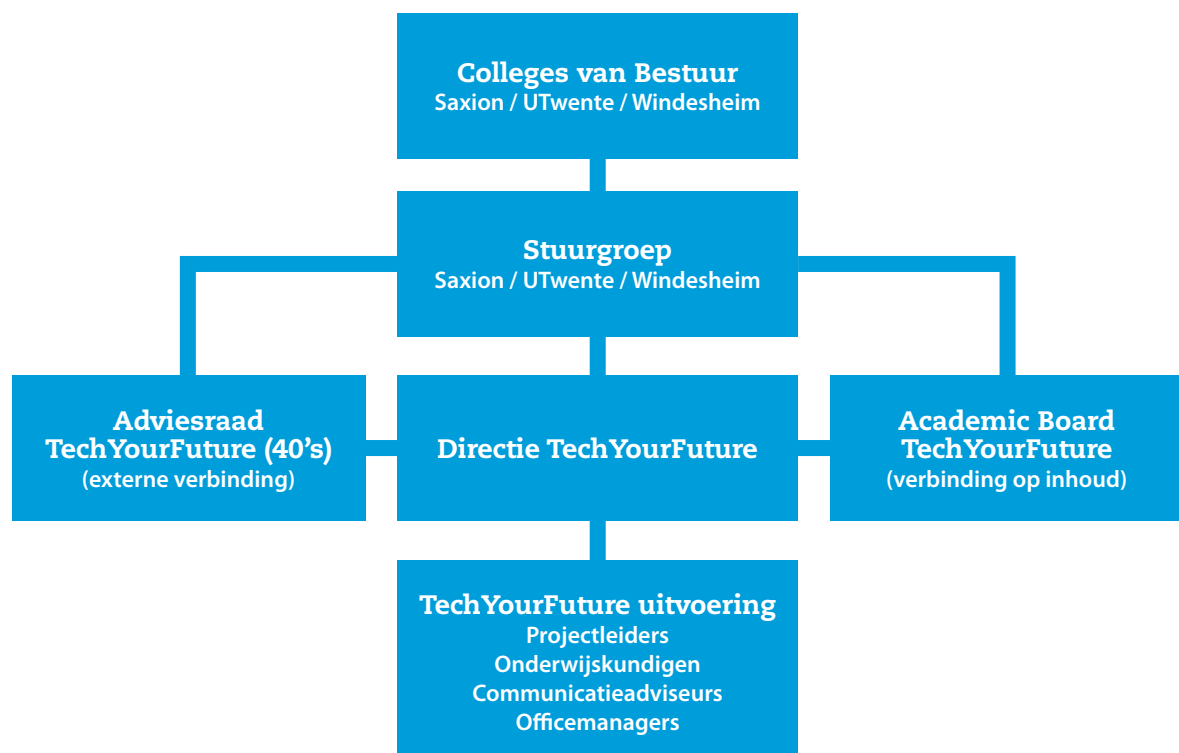 Colleges van Bestuur
Saxion / UTwente / Windesheim
Stuurgroep
Saxion / UTwente / Windesheim
Adviesraad
TechYourFuture (40’s)
(externe verbinding)
Directie TechYourFuture
Academic Board
TechYourFuture
(verbinding op inhoud)
TechYourFuture uitvoering
Projectleiders
Onderwijskundigen
Communicatieadviseurs
Officemanagers